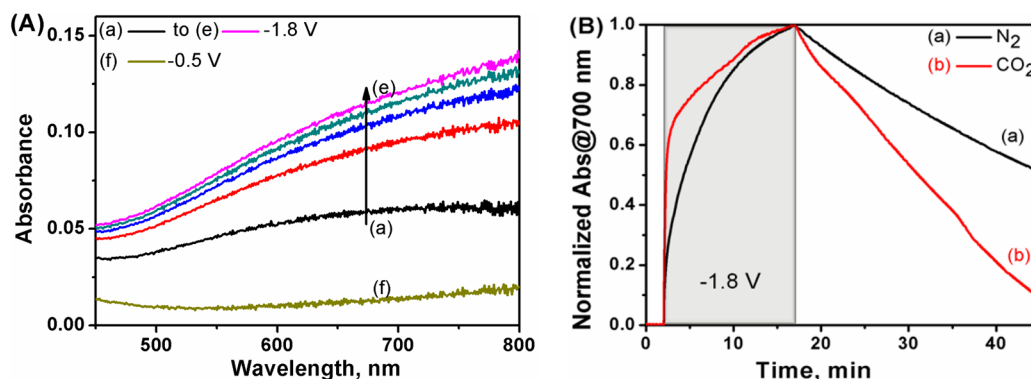 (A)
(a) to (e) -1.8 V
(f) -0.5 V
0.15
0.10
0.05
0.00
Absorbance
(e)
(a)
(f)
500 600 700 800
Wavelength, nm
(B)
(a) N2
(b) CO2
1.0
0.8
0.6
0.4
0.2
0.0
Normalized Abs@700 nm
(a)
(b)
-1.8 V
0 10 20 30 40
Time, min